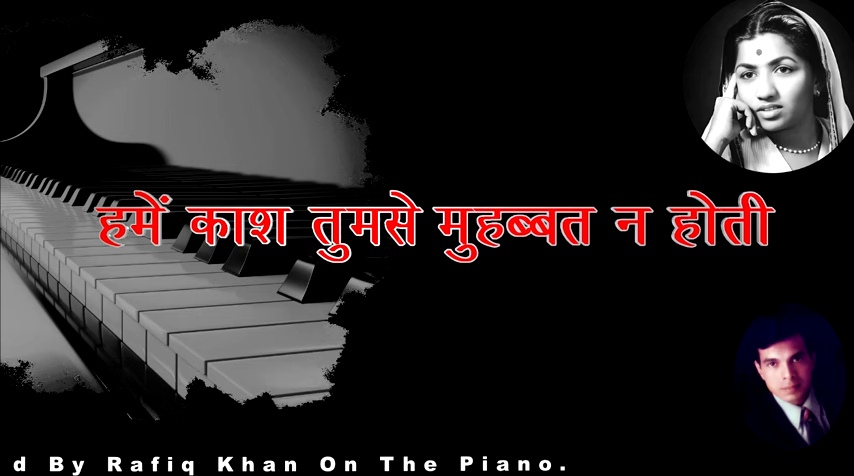 हमें काश तुमसे मुहब्बत न होती
d By Rafiq Khan On The Piano.